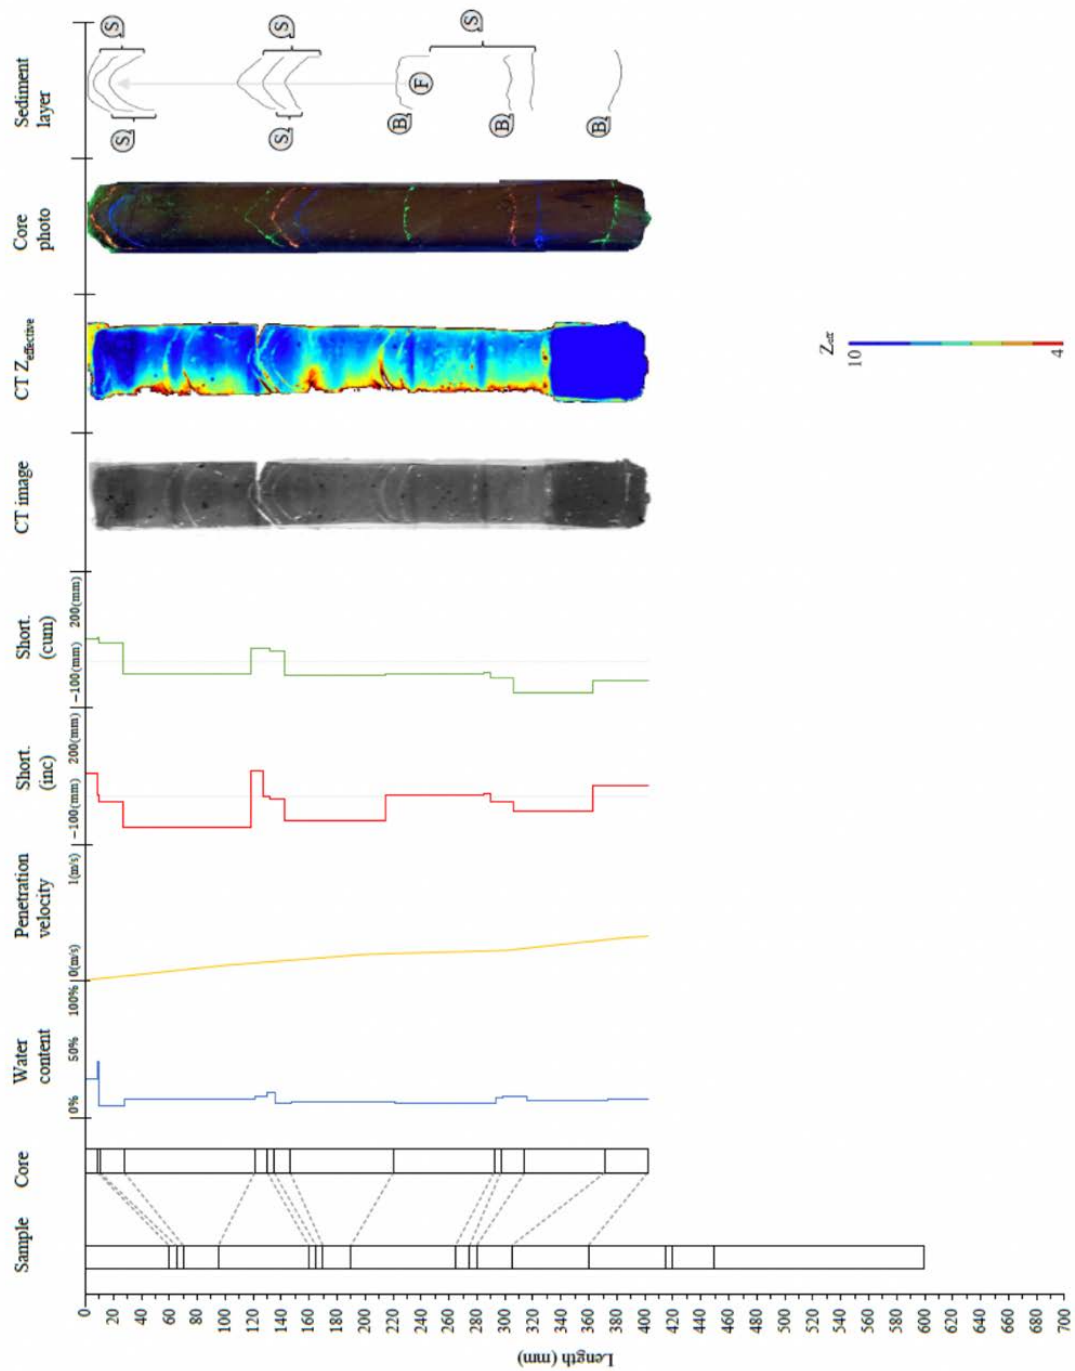 Sample
Core
Water
content
0%
50%
100%
Penetration
velocity
0(m/s)
1(m/s)
Short.
(inc)
−100(mm)
200(mm)
Short.
(cum)
−100(mm)
200(mm)
CT image
CT Zeffective
Core
photo
Sediment
layer
Length (mm)
0
20
40
60
80
100
120
140
160
180
200
220
240
260
280
300
320
340
360
380
400
420
440
460
480
500
520
540
560
580
600
620
640
660
680
700
S
S
S
S
S
F
B
B
B
Zeff
10
4